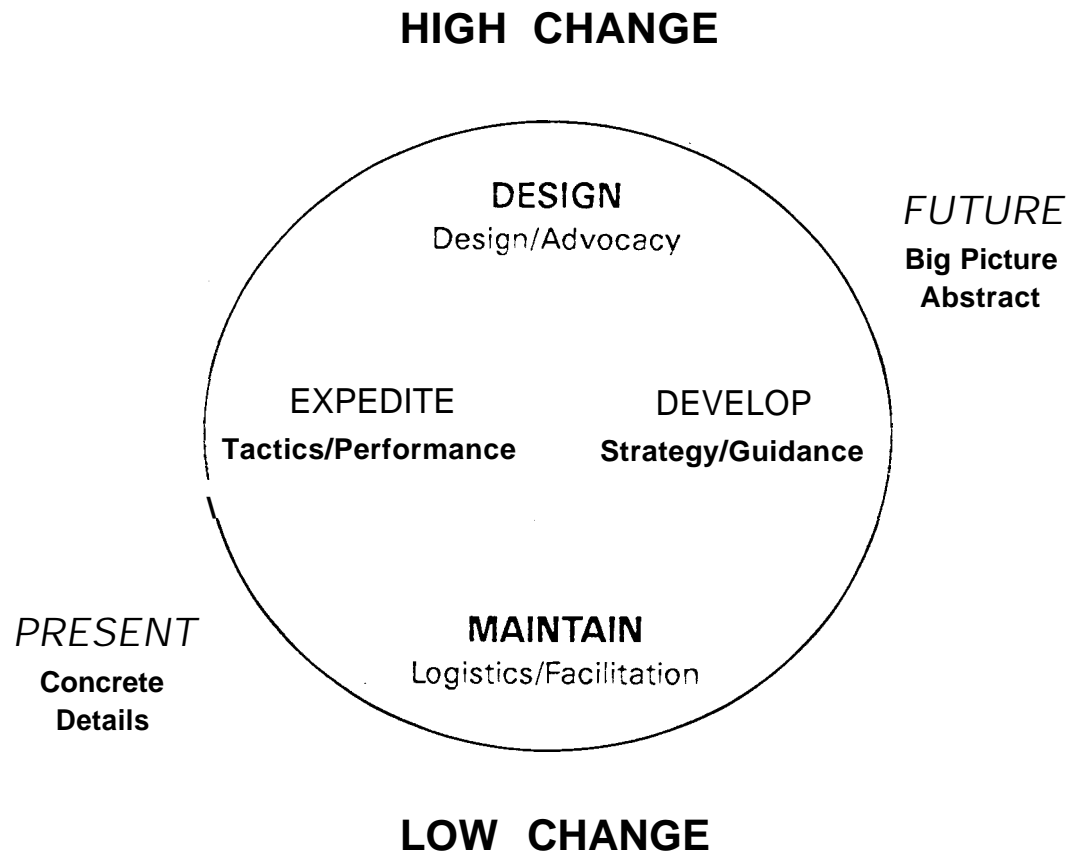 HIGH CHANGE
DESIGN
Design/Advocacy
FUTURE
Big Picture
Abstract
EXPEDITE
Tactics/Performance
DEVELOP
Strategy/Guidance
PRESENT
Concrete
Details
MAINTAIN
Logistics/Facilitation
LOW CHANGE